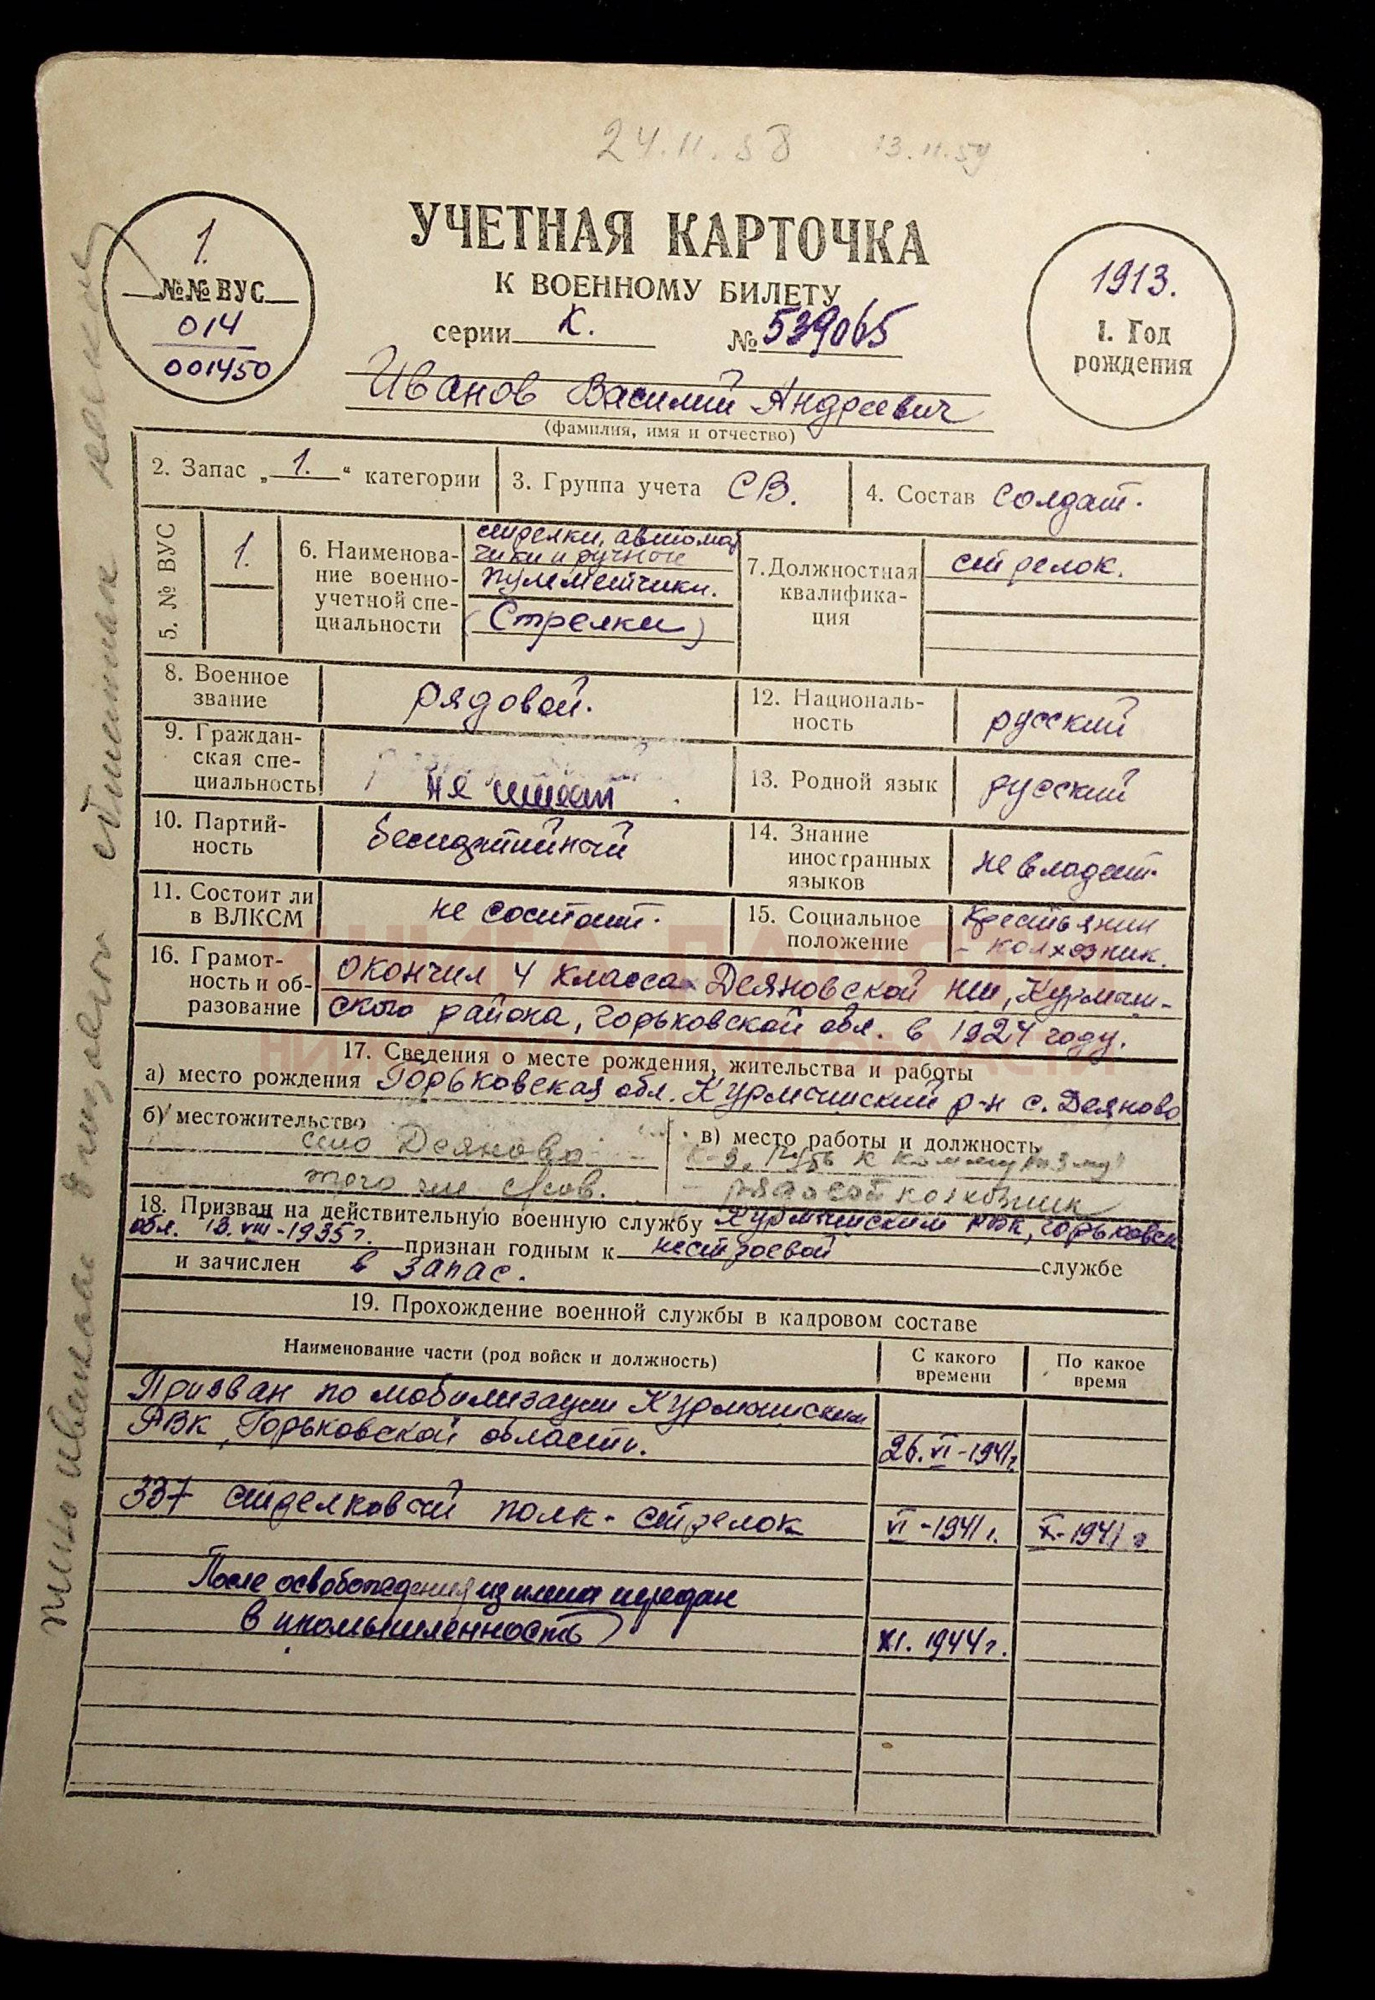 24.11.58 13.11.59
УЧЕТНАЯ КАРТОЧКА
К ВОЕННОМУ БИЛЕТУ
серии К. № 539065
1.
№№ ВУС
014
001450
1913.
1. Год
рождения
Иванов Василий Андреевич
(фамилия, имя и отчество)
2. Запас „ 1. “ категории
3. Группа учета СВ.
4. Состав солдат.
5. № ВУС
1.
6. Наименова-
ние военно-
учетной спе-
циальности
стрелки, автомат
чики и ручные
пулеметчики.
(Стрелки)
7. Должностная
квалифика-
ция
стрелок.
8. Военное
звание
рядовой.
12. Националь-
ность
русский
9. Граждан-
ская спе-
циальность
не имеет
13. Родной язык
русский
10. Партий-
ность
беспартийный
14. Знание
иностранных
языков
не владеет.
11. Состоит ли
в ВЛКСМ
не состоит.
15. Социальное
положение
Крестьянин
- колхозник.
КНИГА ПАМЯТИ
НИЖЕГОРОДСКОЙ ОБЛАСТИ
16. Грамот-
ность и об-
разование
окончил 4 класса Деяновской нш, Курмыш-
ского района, Горьковской обл. в 1924 году.
17. Сведения о месте рождения, жительства и работы
а) место рождения Горьковская обл. Курмышский р-н с. Деяново
б) местожительство
село Деяново
того же
в) место работы и должность
к-з, Путь к коммунизму"
- рядовой колхозник
18. Призван на действительную военную службу Курмышским РВК, Горьковск
обл. 13.VIII-1935 г. признан годным к нестроевой службе
и зачислен в запас.
19. Прохождение военной службы в кадровом составе
Наименование части (род войск и должность)
С какого
времени
По какое
время
Призван по мобилизации Курмышским
РВК, Горьковской области.
26.VI-1941 г.
337 стрелковый полк - стрелок
VI-1941 г.
X-1941 г.
После освобождения из плена передан
в промышленность
XI. 1944 г.